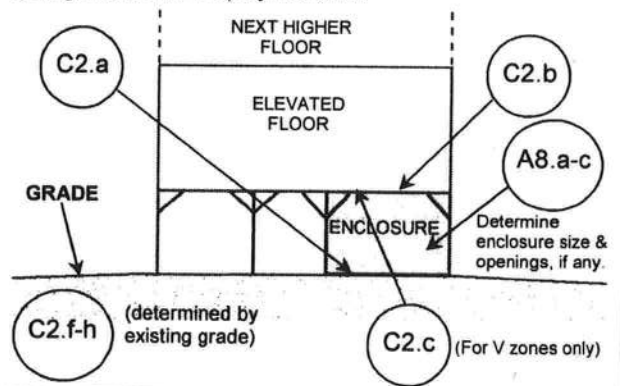 NEXT HIGHER
FLOOR
C2.a
C2.b
ELEVATED
FLOOR
A8.a-c
GRADE
ENCLOSURE
Determine
enclosure size &
openings, if any.
C2.f-h
(determined by
existing grade)
C2.c
(For V zones only)